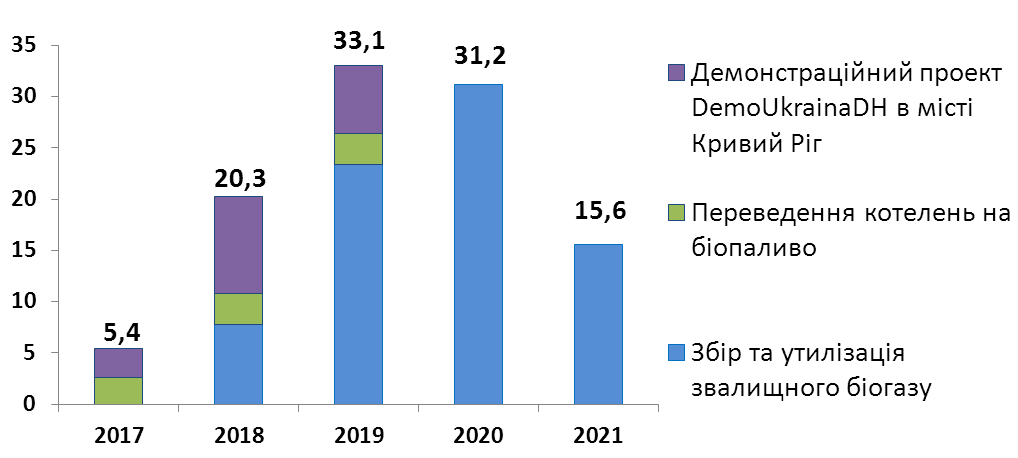 35
30
25
20
15
10
5
0
5,4
20,3
33,1
31,2
15,6
2017
2018
2019
2020
2021
Демонстраційний проект
DemoUkrainaDH в місті
Кривий Ріг
Переведення котелень на
біопаливо
Збір та утилізація
звалищного біогазу